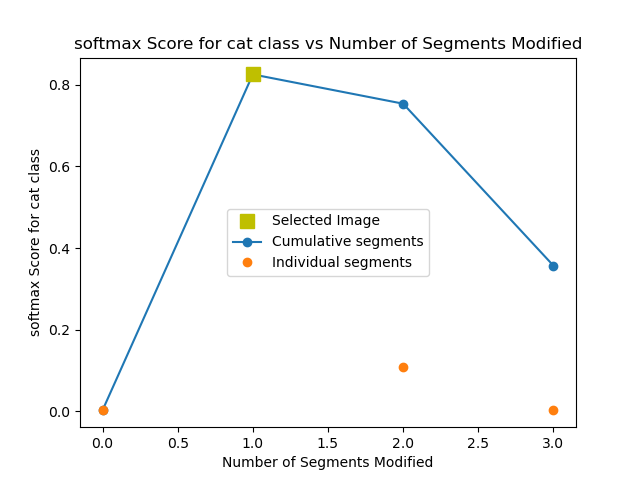 softmax Score for cat class vs Number of Segments Modified
softmax Score for cat class
0.8
0.6
0.4
0.2
0.0
Selected Image
Cumulative segments
Individual segments
0.0 0.5 1.0 1.5 2.0 2.5 3.0
Number of Segments Modified